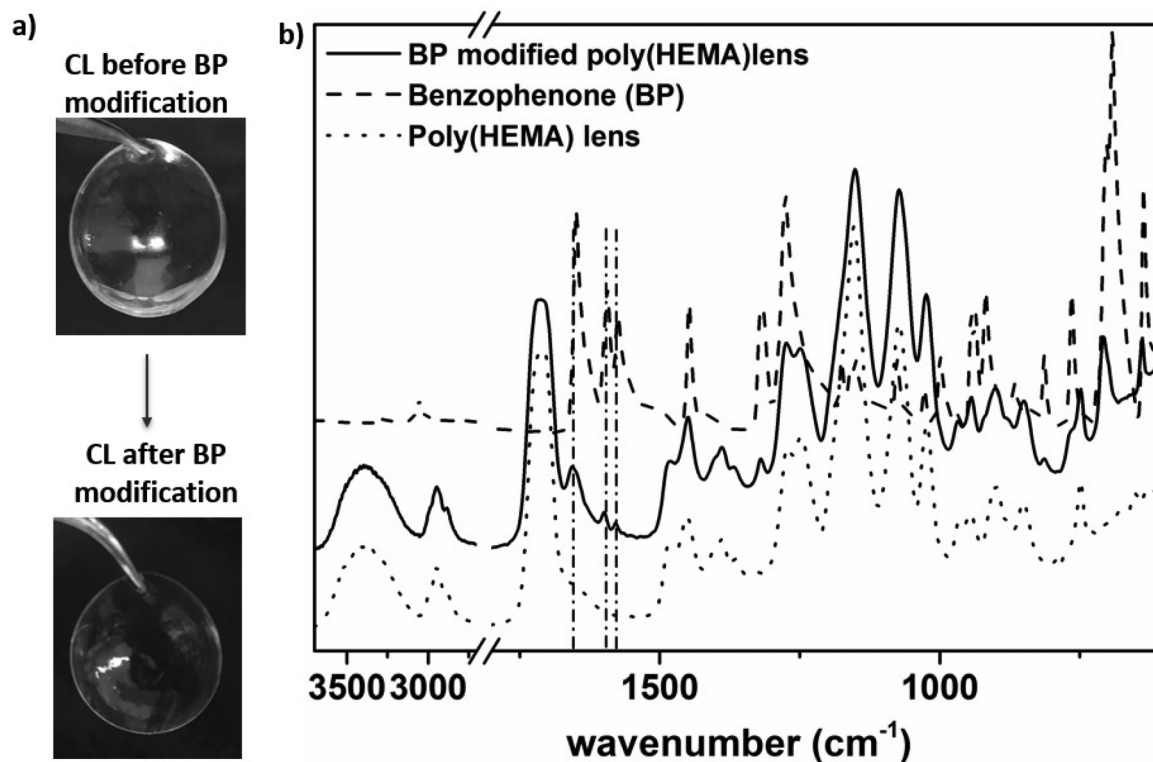 a)
CL before BP
modification
CL after BP
modification
b)
BP modified poly(HEMA)lens
Benzophenone (BP)
Poly(HEMA) lens
3500 3000 1500 1000
wavenumber (cm⁻¹)